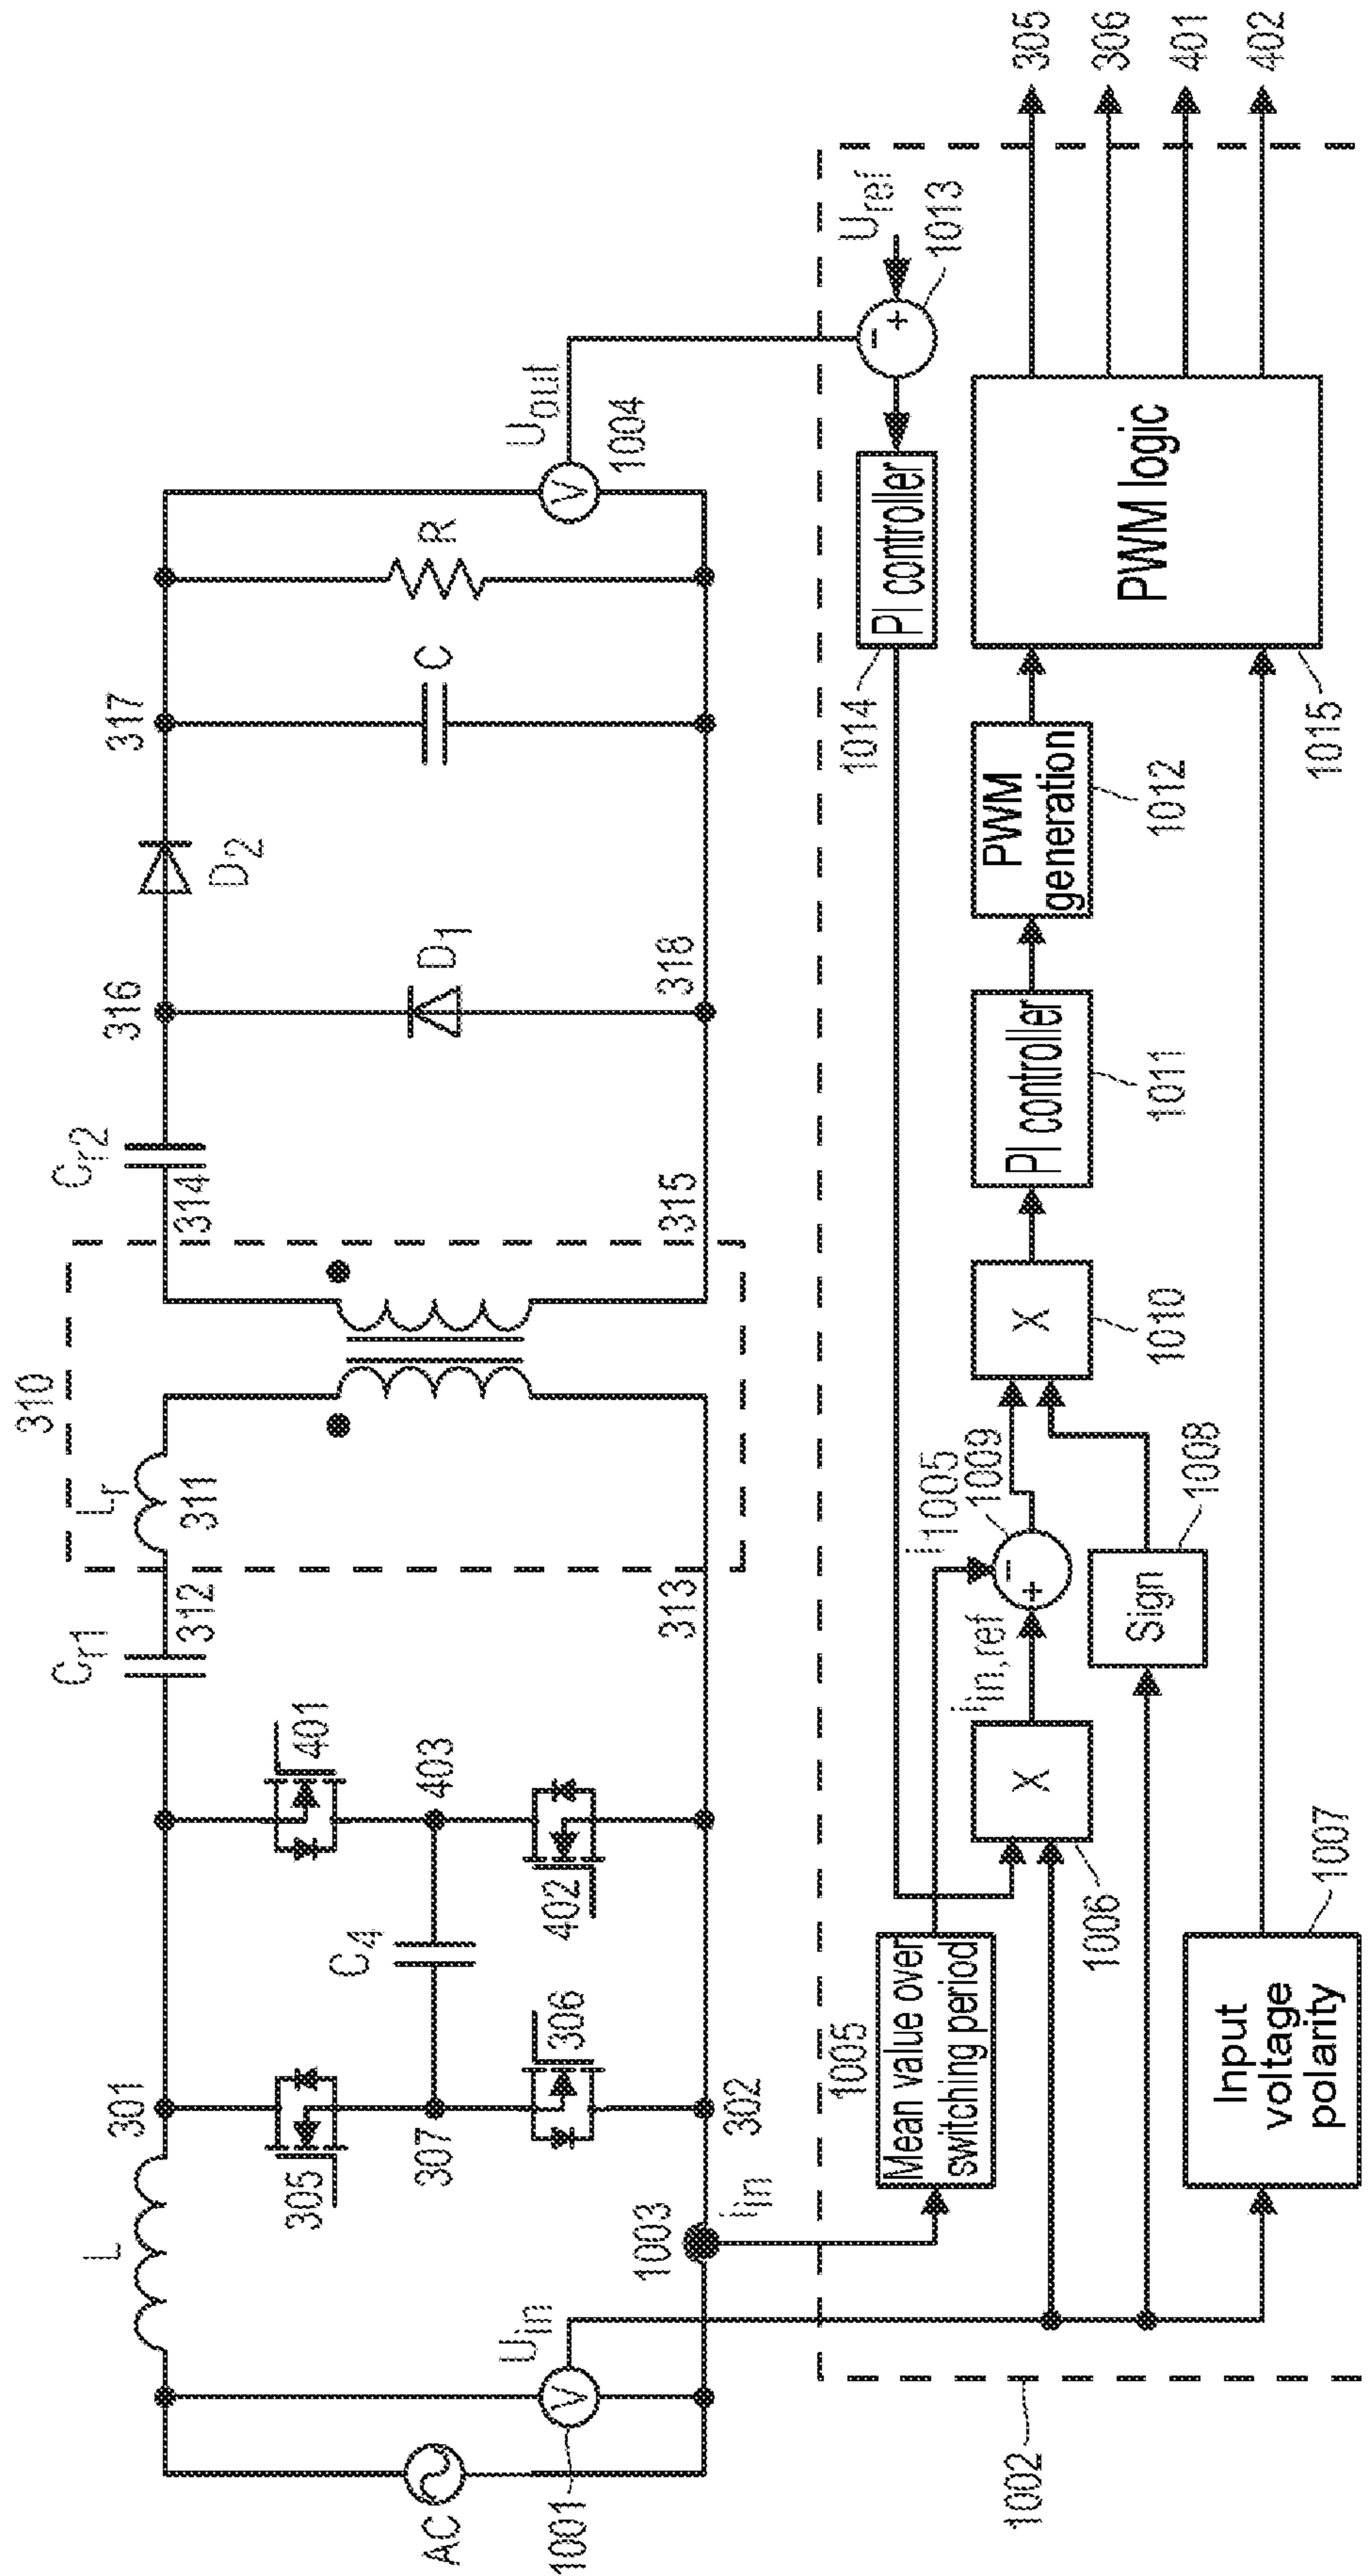 310
C_r1
312
L_r
311
C_r2
314
316
D_2
317
L
301
305
401
307
C_4
403
306
402
313
315
D_1
318
C
R
U_out
1004
AC
U_in
1001
1003
i_in
302
1002
1005
Mean value over
switching period
i_1005
1009
i_in,ref
X
1006
Sign
1008
X
1010
PI controller
1011
PWM
generation
1012
PI controller
1014
− +
U_ref
1013
− +
PWM logic
1015
Input
voltage
polarity
1007
V
V
305
306
401
402